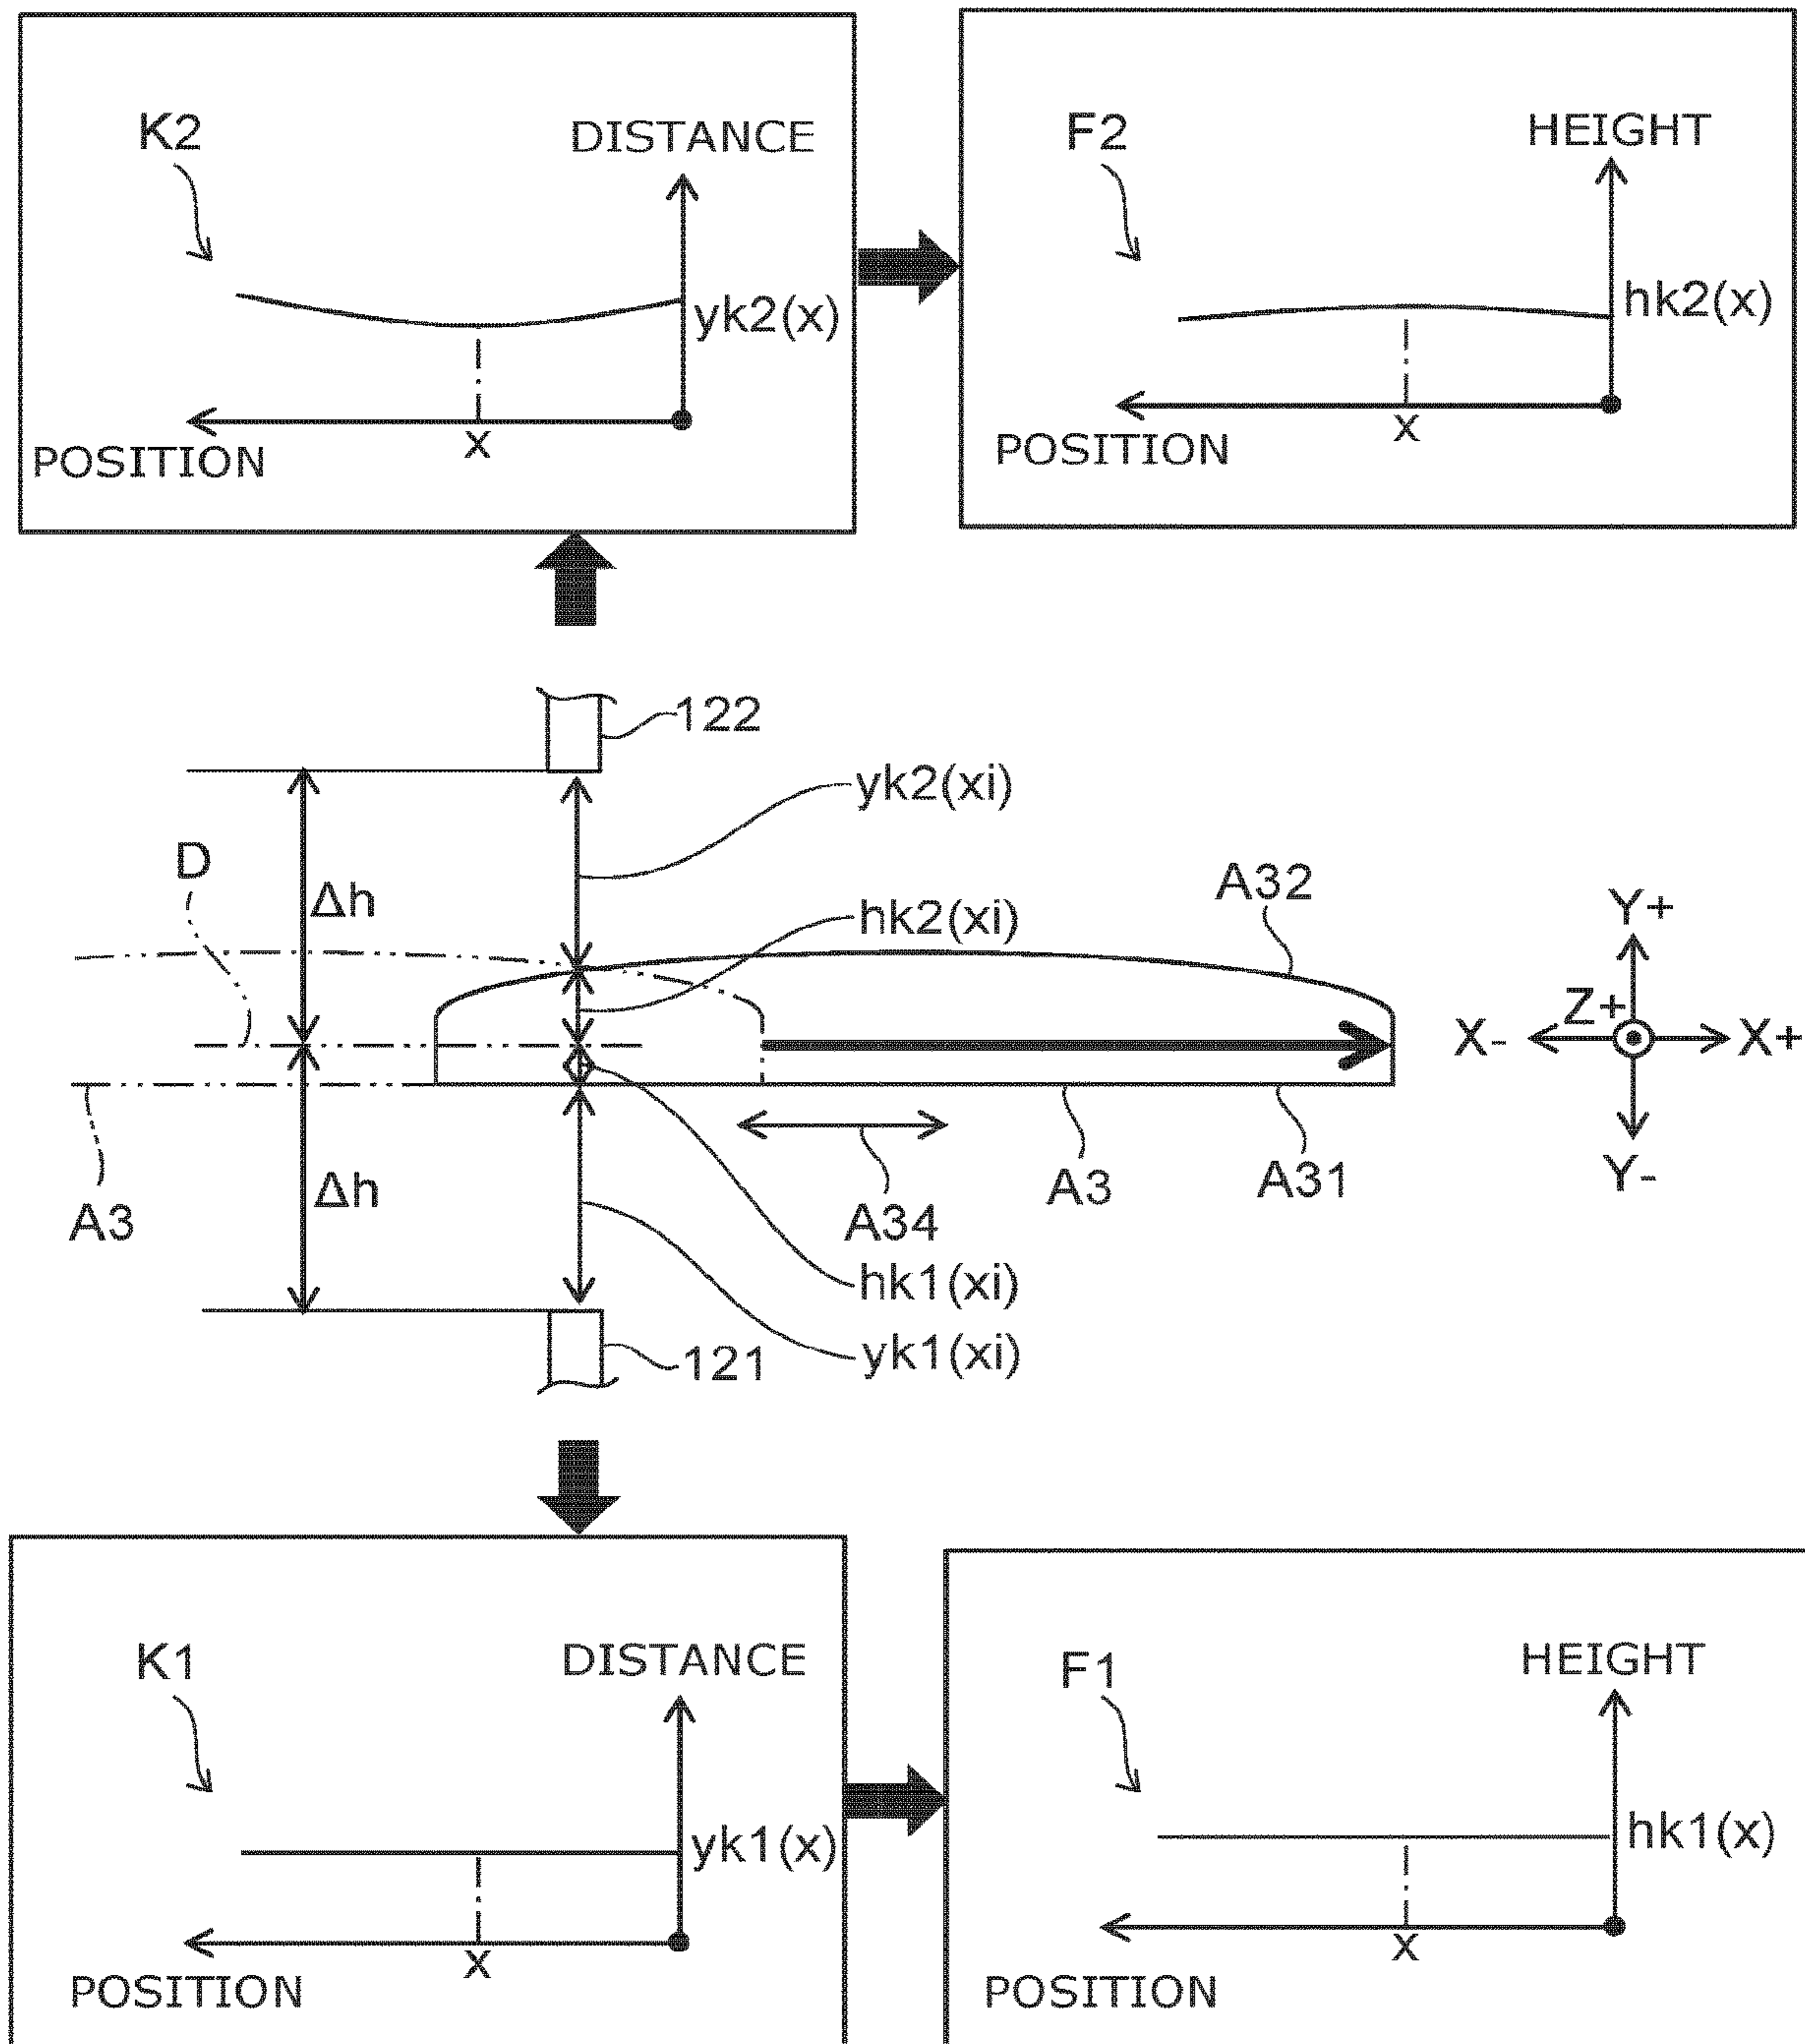 K2
DISTANCE
yk2(x)
x
POSITION
F2
HEIGHT
hk2(x)
x
POSITION
122
yk2(xi)
D
Δh
hk2(xi)
A32
Y+
Z+
X-
X+
Y-
A3
Δh
A34
A3
A31
hk1(xi)
yk1(xi)
121
K1
DISTANCE
yk1(x)
x
POSITION
F1
HEIGHT
hk1(x)
x
POSITION